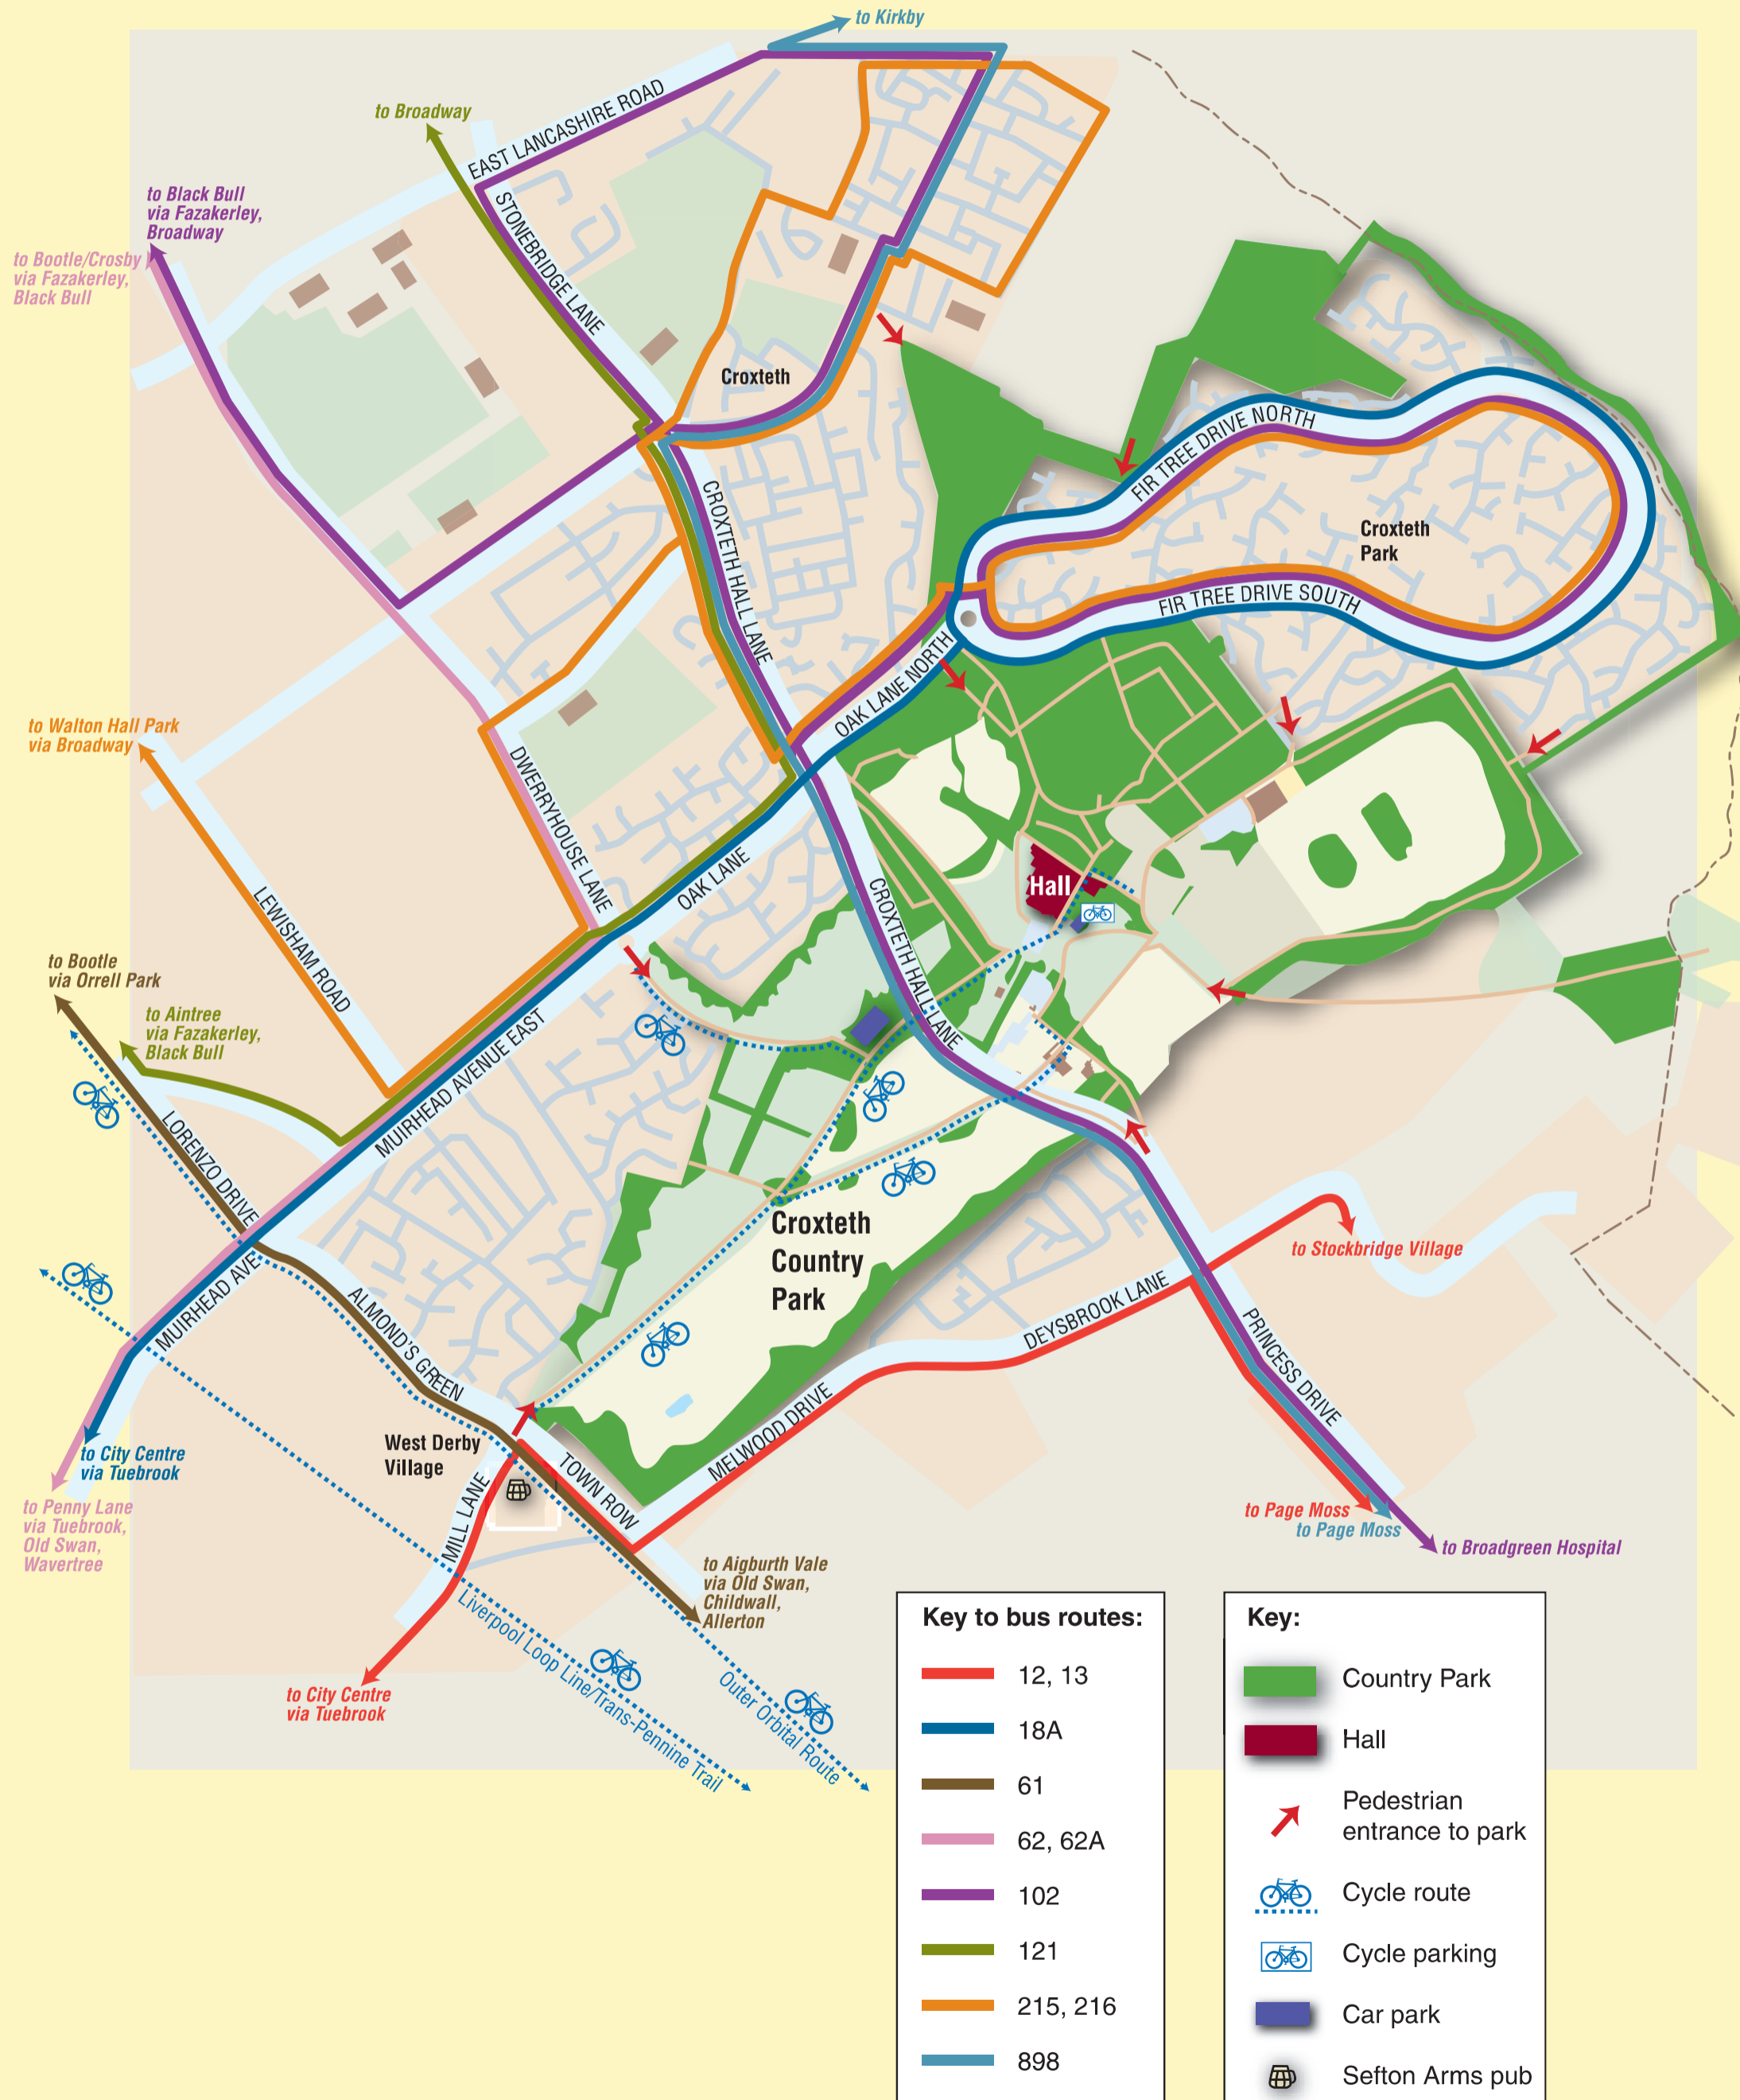 to Kirkby
to Broadway
EAST LANCASHIRE ROAD
to Black Bull
via Fazakerley,
Broadway
STONEBRIDGE LANE
to Bootle/Crosby
via Fazakerley,
Black Bull
Croxteth
FIR TREE DRIVE NORTH
CROXTETH HALL LANE
Croxteth
Park
FIR TREE DRIVE SOUTH
OAK LANE NORTH
to Walton Hall Park
via Broadway
DWERRYHOUSE LANE
OAK LANE
Hall
CROXTETH HALL LANE
LEWISHAM ROAD
to Bootle
via Orrell Park
to Aintree
via Fazakerley,
Black Bull
MUIRHEAD AVENUE EAST
LORENZO DRIVE
Croxteth
Country
Park
to Stockbridge Village
MUIRHEAD AVE
ALMOND'S GREEN
DEYSBROOK LANE
PRINCESS DRIVE
MELWOOD DRIVE
West Derby
Village
TOWN ROW
MILL LANE
to City Centre
via Tuebrook
to Penny Lane
via Tuebrook,
Old Swan,
Wavertree
to Page Moss
to Page Moss
to Broadgreen Hospital
to Aigburth Vale
via Old Swan,
Childwall,
Allerton
Liverpool Loop Line/Trans-Pennine Trail
Outer Orbital Route
to City Centre
via Tuebrook
Key to bus routes:
12, 13
18A
61
62, 62A
102
121
215, 216
898
Key:
Country Park
Hall
Pedestrian
entrance to park
Cycle route
Cycle parking
Car park
Sefton Arms pub